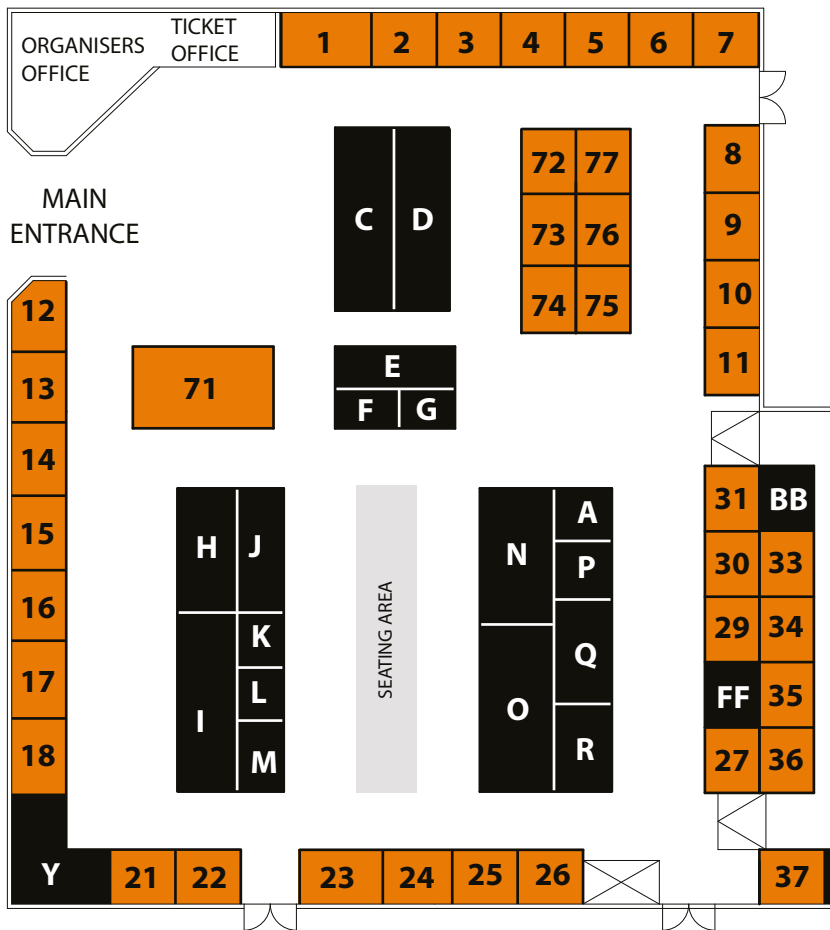 ORGANISERS
OFFICE
TICKET
OFFICE
1 2 3 4 5 6 7
MAIN
ENTRANCE
C D
72 77
73 76
74 75
8
9
10
11
12
13
14
15
16
17
18
71
E
F G
H J
K
I L
M
SEATING AREA
N A
P
Q
O
R
31 BB
30 33
29 34
FF 35
27 36
Y 21 22 23 24 25 26 37